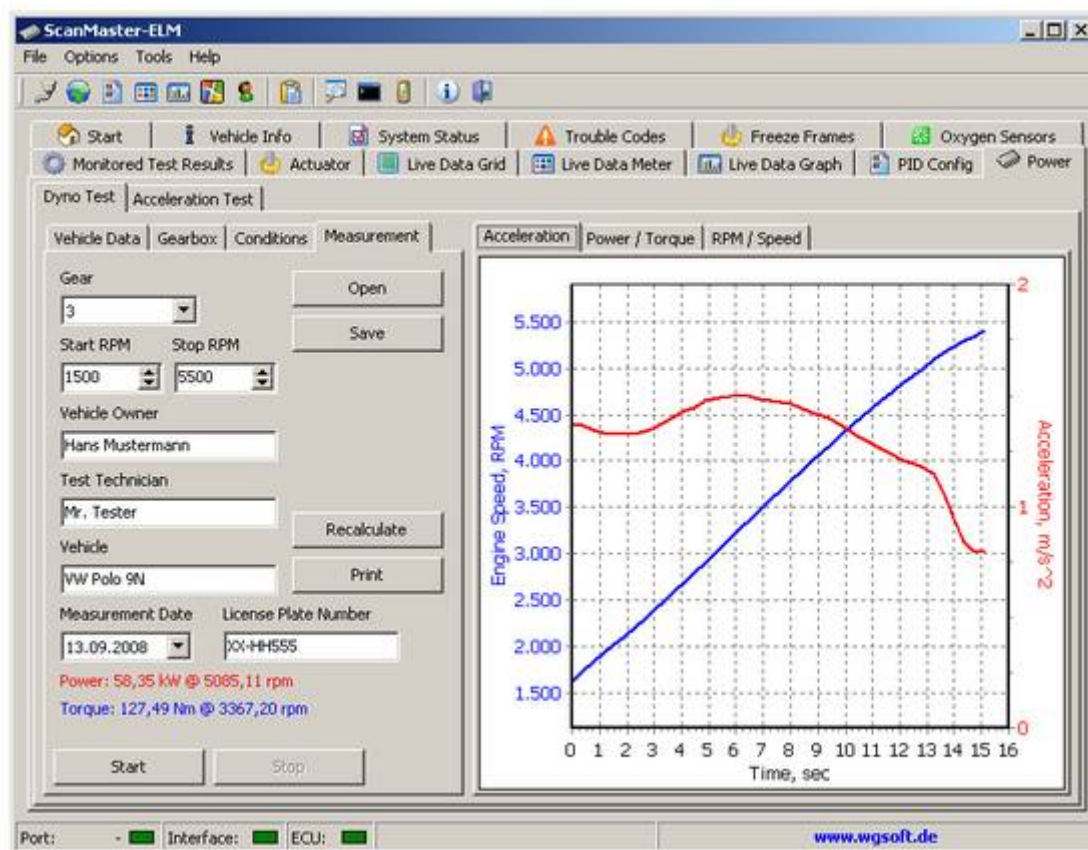 ScanMaster-ELM
File Options Tools Help
Start Vehicle Info System Status Trouble Codes Freeze Frames Oxygen Sensors
Monitored Test Results Actuator Live Data Grid Live Data Meter Live Data Graph PID Config Power
Dyno Test Acceleration Test
Vehicle Data Gearbox Conditions Measurement
Gear
3
Open
Save
Start RPM Stop RPM
1500 5500
Vehicle Owner
Hans Mustermann
Test Technician
Mr. Tester
Recalculate
Vehicle
VW Polo 9N
Print
Measurement Date License Plate Number
13.09.2008 XX-HH555
Power: 58,35 kW @ 5085,11 rpm
Torque: 127,49 Nm @ 3367,20 rpm
Start Stop
Acceleration Power / Torque RPM / Speed
Engine Speed, RPM
5.500
5.000
4.500
4.000
3.500
3.000
2.500
2.000
1.500
2
1
0
Acceleration, m/s^2
0 1 2 3 4 5 6 7 8 9 10 11 12 13 14 15 16
Time, sec
Port: - Interface: ECU: www.wgsoft.de